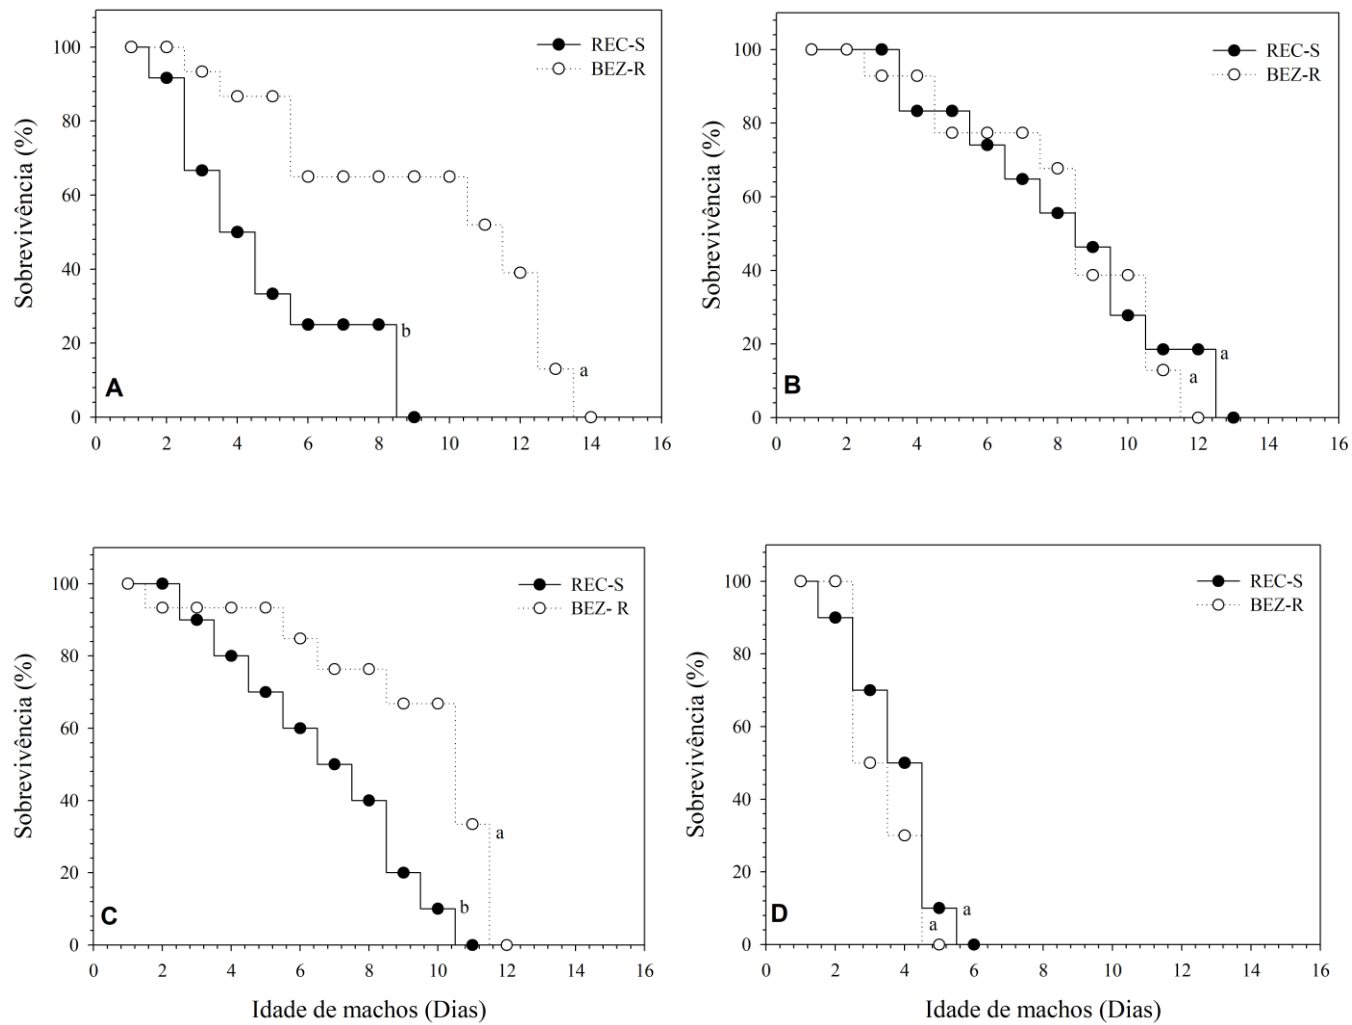 REC-S
BEZ-R
100
80
60
40
20
0
Sobrevivência (%)
b
a
A
0 2 4 6 8 10 12 14 16
REC-S
BEZ-R
100
80
60
40
20
0
Sobrevivência (%)
a
a
B
0 2 4 6 8 10 12 14 16
REC-S
BEZ- R
100
80
60
40
20
0
Sobrevivência (%)
a
b
C
0 2 4 6 8 10 12 14 16
Idade de machos (Dias)
REC-S
BEZ-R
100
80
60
40
20
0
Sobrevivência (%)
a
a
D
0 2 4 6 8 10 12 14 16
Idade de machos (Dias)